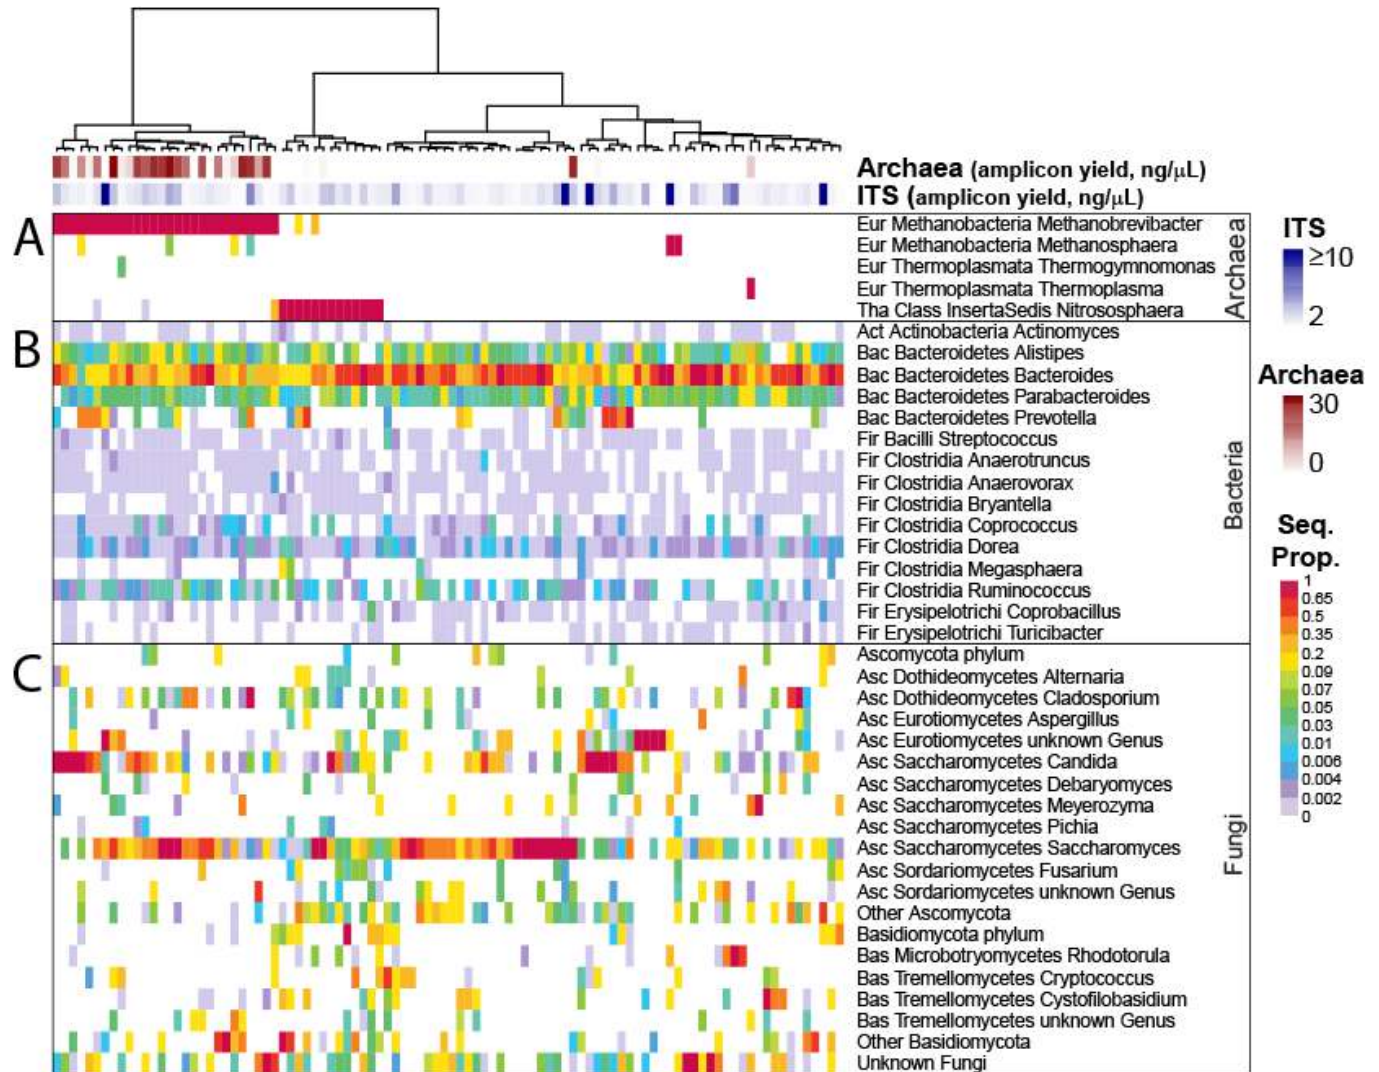 Archaea (amplicon yield, ng/μL)
ITS (amplicon yield, ng/μL)
A
Eur Methanobacteria Methanobrevibacter
Eur Methanobacteria Methanosphaera
Eur Thermoplasmata Thermogymnomonas
Eur Thermoplasmata Thermoplasma
Tha Class InsertaSedis Nitrososphaera
Archaea
B
Act Actinobacteria Actinomyces
Bac Bacteroidetes Alistipes
Bac Bacteroidetes Bacteroides
Bac Bacteroidetes Parabacteroides
Bac Bacteroidetes Prevotella
Fir Bacilli Streptococcus
Fir Clostridia Anaerotruncus
Fir Clostridia Anaerovorax
Fir Clostridia Bryantella
Fir Clostridia Coprococcus
Fir Clostridia Dorea
Fir Clostridia Megasphaera
Fir Clostridia Ruminococcus
Fir Erysipelotrichi Coprobacillus
Fir Erysipelotrichi Turicibacter
Bacteria
C
Ascomycota phylum
Asc Dothideomycetes Alternaria
Asc Dothideomycetes Cladosporium
Asc Eurotiomycetes Aspergillus
Asc Eurotiomycetes unknown Genus
Asc Saccharomycetes Candida
Asc Saccharomycetes Debaryomyces
Asc Saccharomycetes Meyerozyma
Asc Saccharomycetes Pichia
Asc Saccharomycetes Saccharomyces
Asc Sordariomycetes Fusarium
Asc Sordariomycetes unknown Genus
Other Ascomycota
Basidiomycota phylum
Bas Microbotryomycetes Rhodotorula
Bas Tremellomycetes Cryptococcus
Bas Tremellomycetes Cystofilobasidium
Bas Tremellomycetes unknown Genus
Other Basidiomycota
Unknown Fungi
Fungi
ITS
≥10
2
Archaea
30
0
Seq.
Prop.
1
0.65
0.5
0.35
0.2
0.09
0.07
0.05
0.03
0.01
0.006
0.004
0.002
0